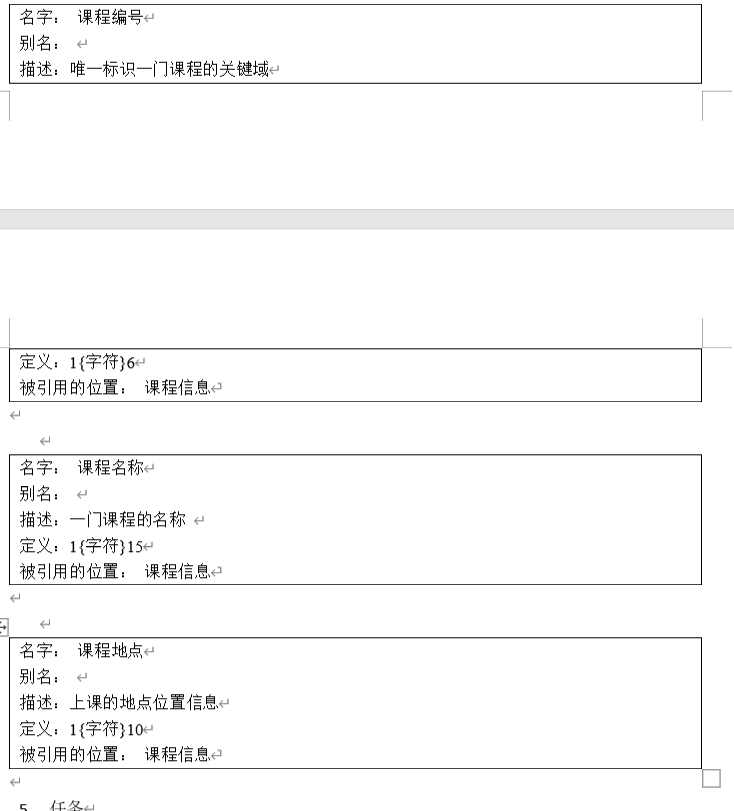 名字： 课程编号
别名：
描述：唯一标识一门课程的关键域
定义：1{字符}6
被引用的位置： 课程信息
名字： 课程名称
别名：
描述：一门课程的名称
定义：1{字符}15
被引用的位置： 课程信息
名字： 课程地点
别名：
描述：上课的地点位置信息
定义：1{字符}10
被引用的位置： 课程信息
5. 任务